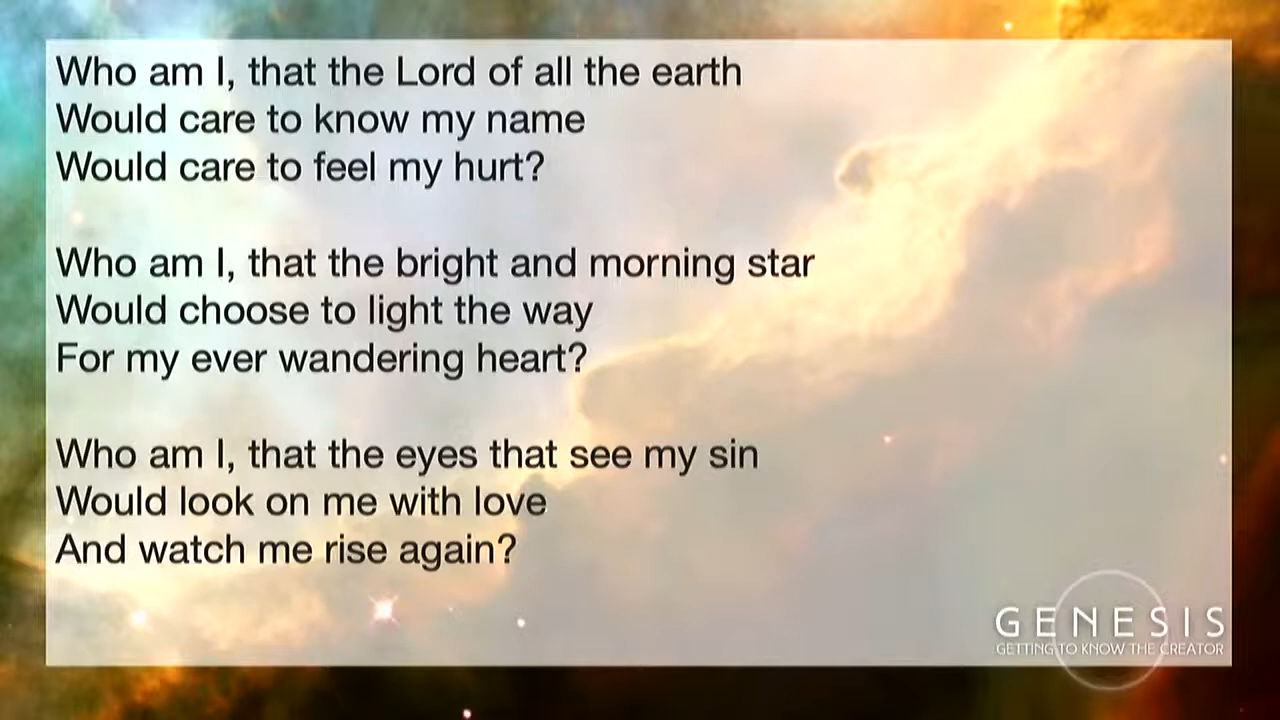 Who am I, that the Lord of all the earth
Would care to know my name
Would care to feel my hurt?
Who am I, that the bright and morning star
Would choose to light the way
For my ever wandering heart?
Who am I, that the eyes that see my sin
Would look on me with love
And watch me rise again?
GENESIS
GETTING TO KNOW THE CREATOR